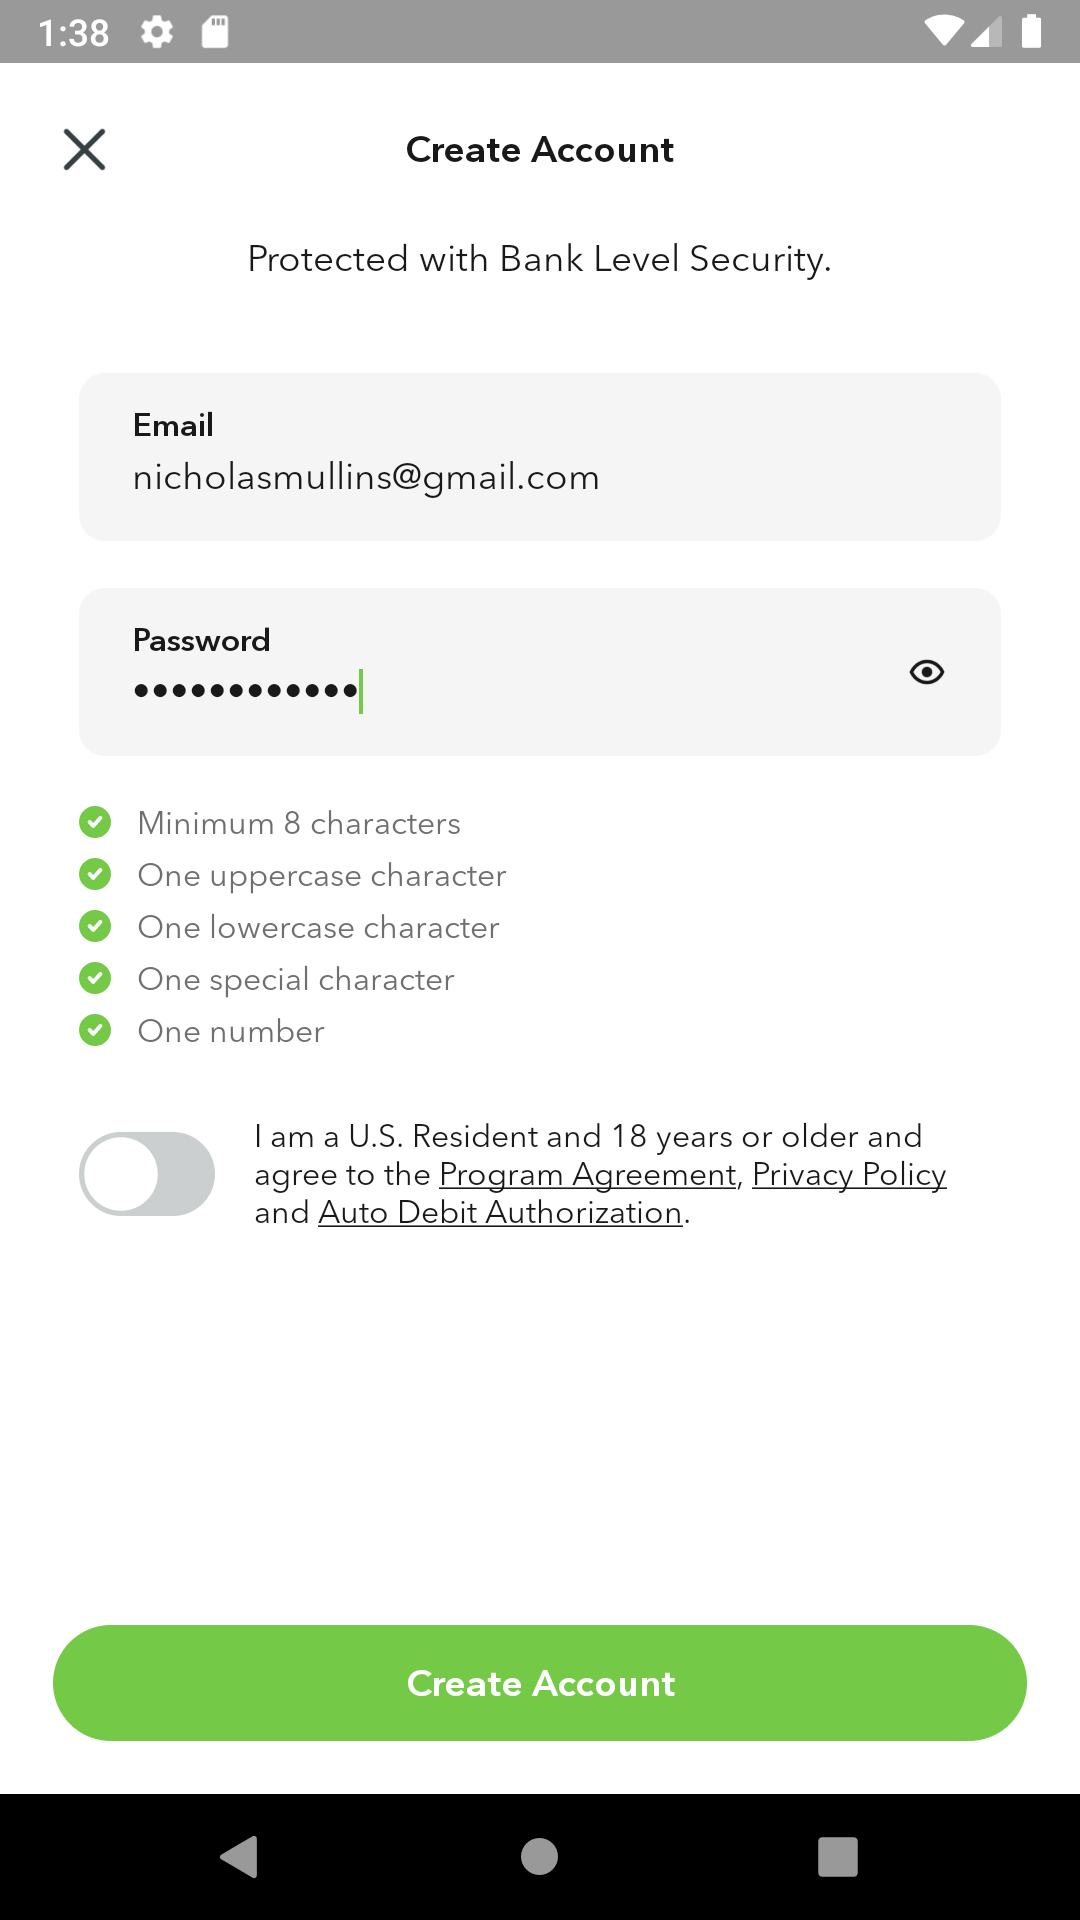 1:38
Create Account
Protected with Bank Level Security.
Email
nicholasmullins@gmail.com
Password
••••••••••••
Minimum 8 characters
One uppercase character
One lowercase character
One special character
One number
I am a U.S. Resident and 18 years or older and
agree to the Program Agreement, Privacy Policy
and Auto Debit Authorization.
Create Account